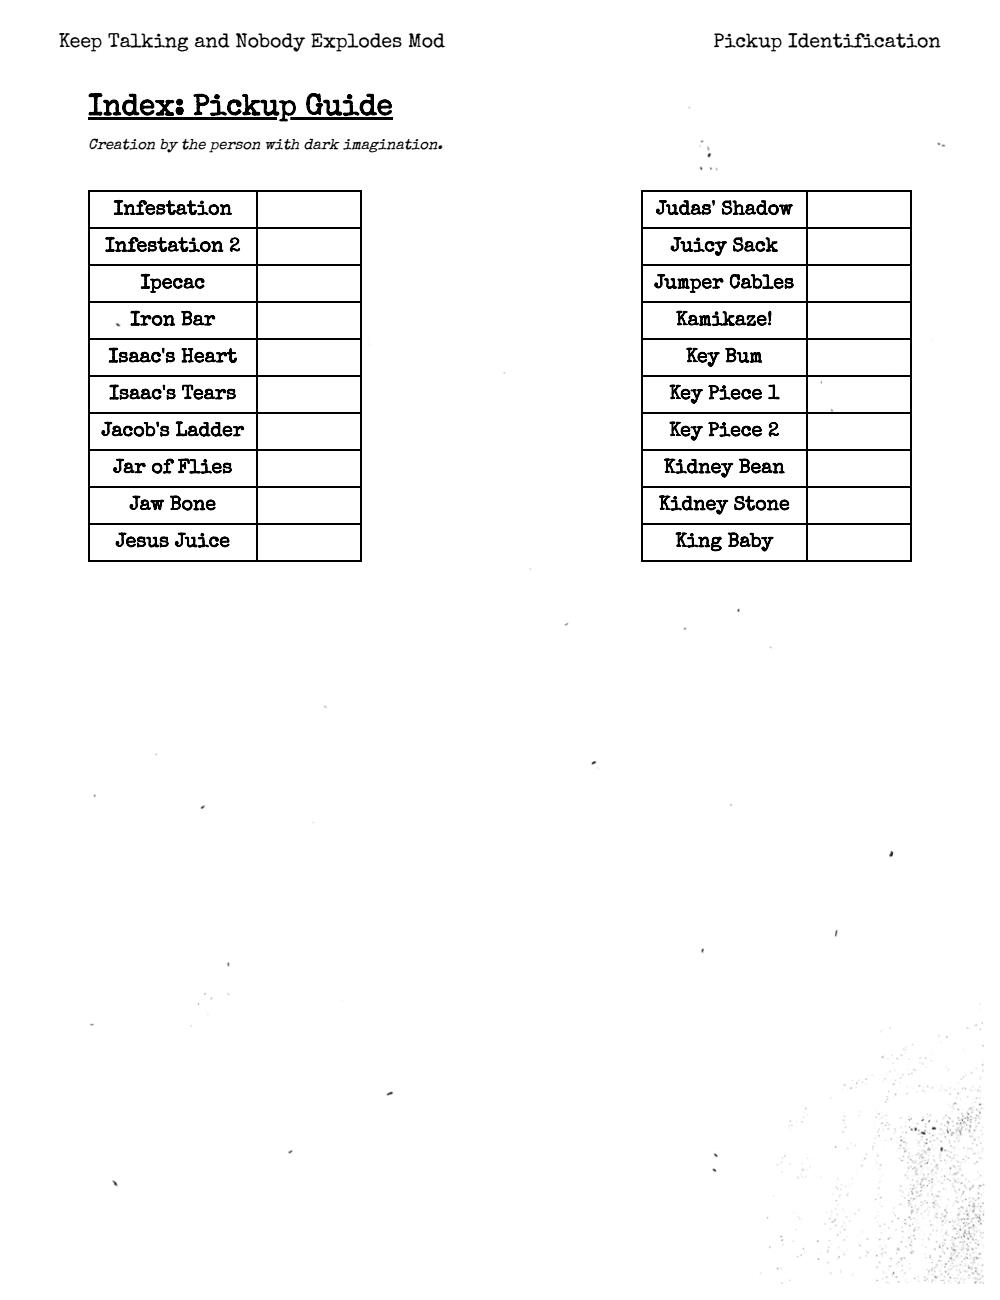 Keep Talking and Nobody Explodes Mod
Pickup Identification
Index: Pickup Guide
Creation by the person with dark imagination.
Infestation
Infestation 2
Ipecac
Iron Bar
Isaac's Heart
Isaac's Tears
Jacob's Ladder
Jar of Flies
Jaw Bone
Jesus Juice
Judas' Shadow
Juicy Sack
Jumper Cables
Kamikaze!
Key Bum
Key Piece 1
Key Piece 2
Kidney Bean
Kidney Stone
King Baby